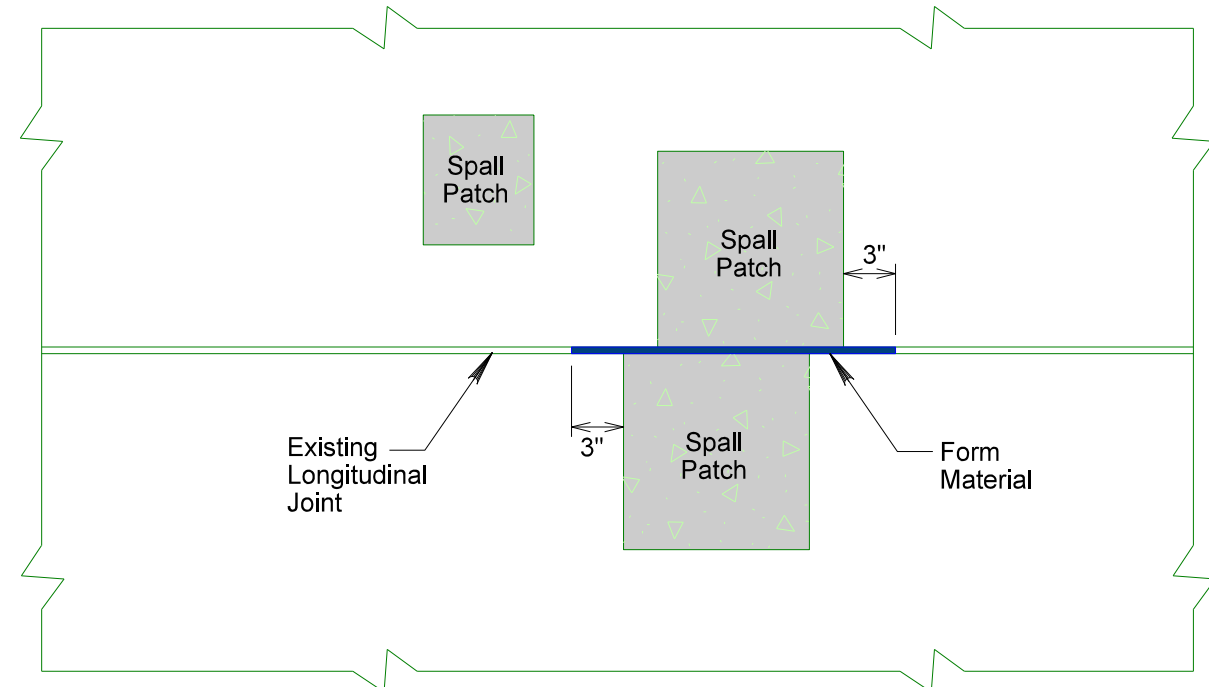 Spall
Patch
Spall
Patch
3"
3"
Spall
Patch
Existing
Longitudinal
Joint
Form
Material